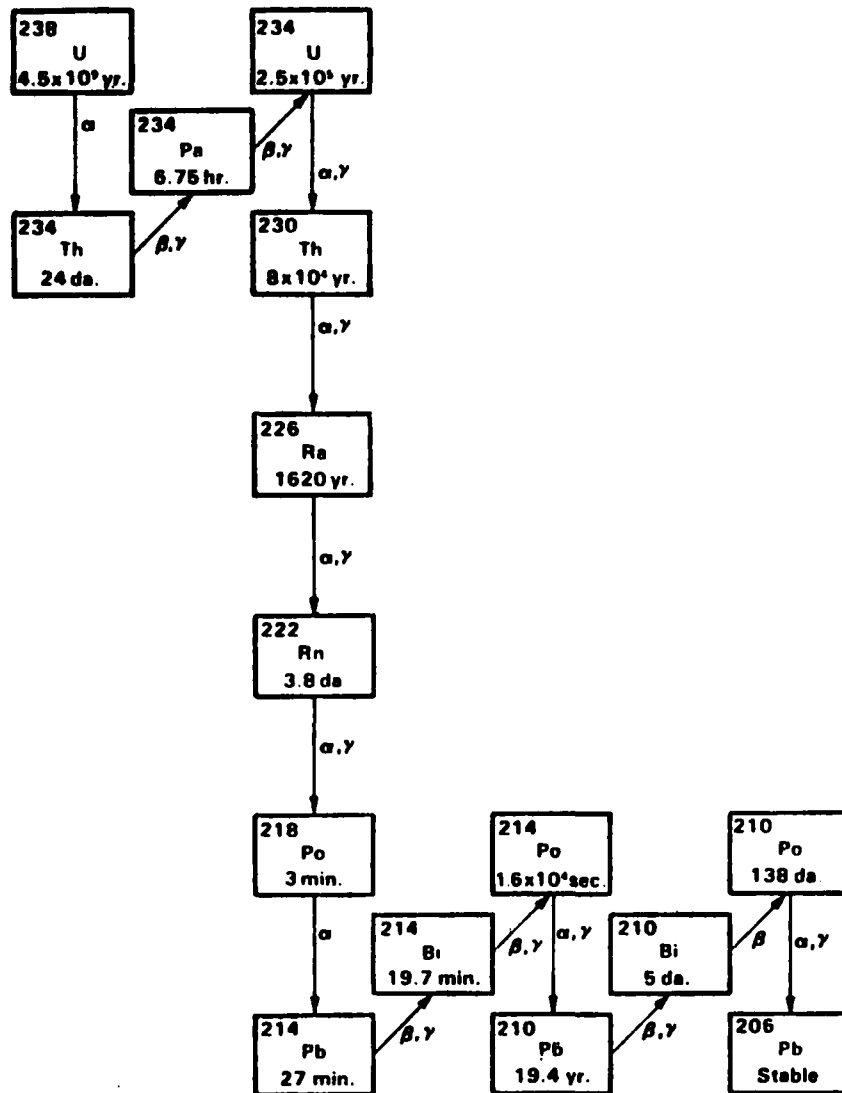 238
U
4.5x10⁹ yr.
234
U
2.5x10⁵ yr.
α
234
Pa
6.75 hr.
β,γ
α,γ
234
Th
24 da.
β,γ
230
Th
8x10⁴ yr.
α,γ
226
Ra
1620 yr.
α,γ
222
Rn
3.8 da
α,γ
218
Po
3 min.
214
Po
1.6x10⁴sec.
210
Po
138 da.
α
214
Bi
19.7 min.
β,γ
α,γ
210
Bi
5 da.
β
α,γ
214
Pb
27 min.
β,γ
210
Pb
19.4 yr.
β,γ
206
Pb
Stable